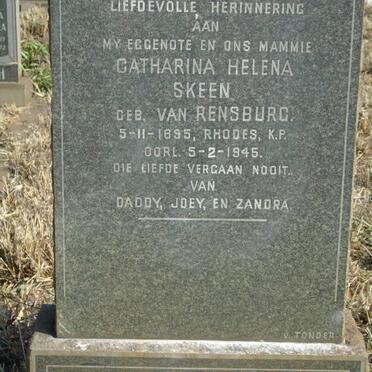 LIEFDEVOLLE HERINNERING
AAN
MY EGGENOTE EN ONS MAMMIE
CATHARINA HELENA
SKEEN
GEB. VAN RENSBURG.
5-11-1895, RHODES, K.P.
OORL. 5-2-1945.
DIE LIEFDE VERGAAN NOOIT.
VAN
DADDY, JOEY, EN ZANDRA.
V. TONDER